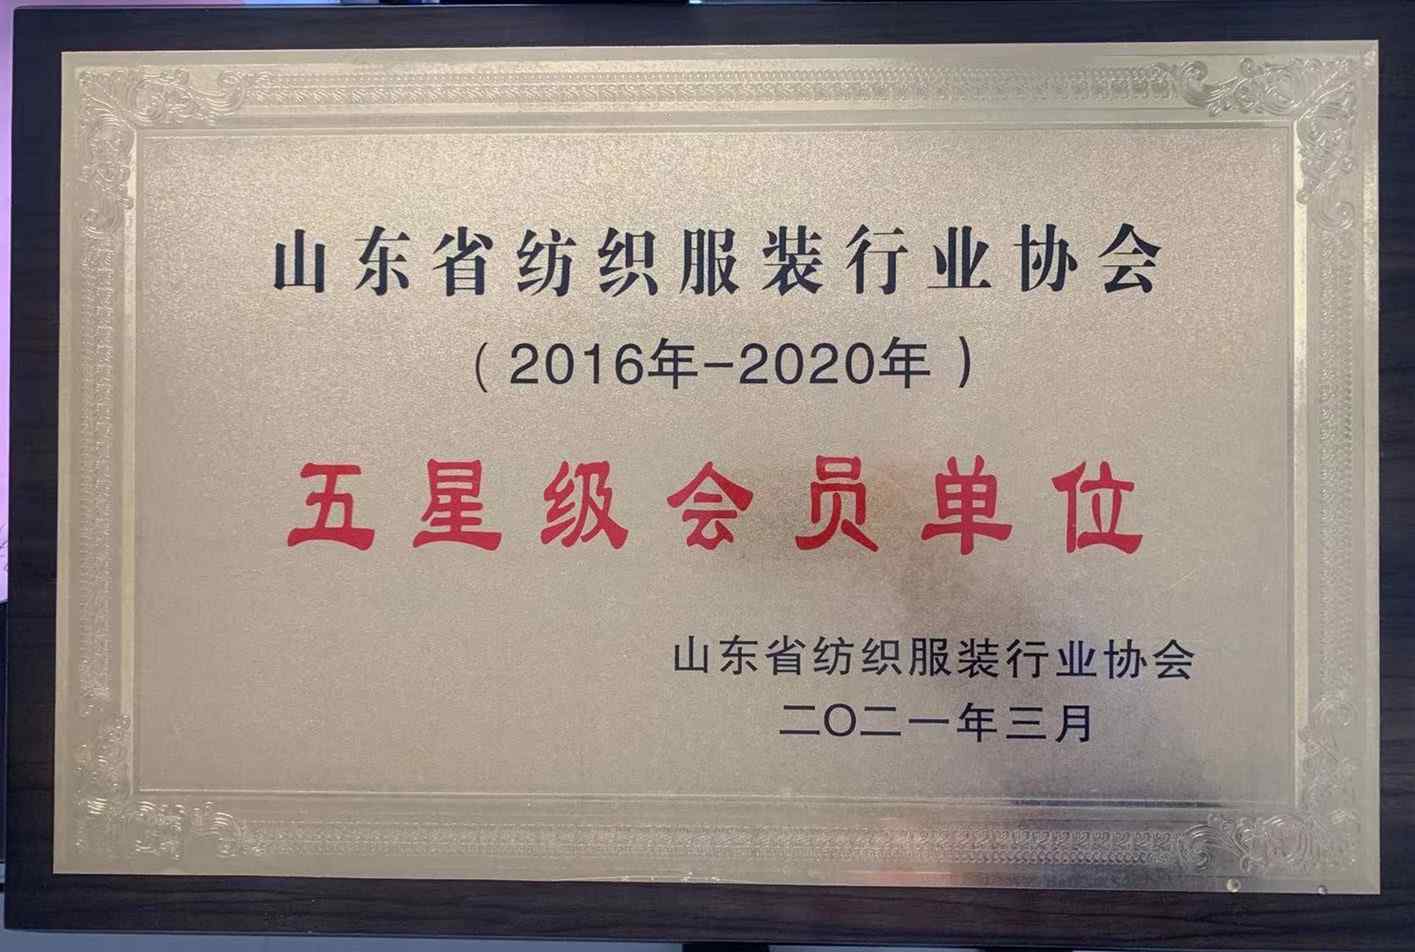 山东省纺织服装行业协会
（2016年-2020年）
五星级会员单位
山东省纺织服装行业协会
二〇二一年三月